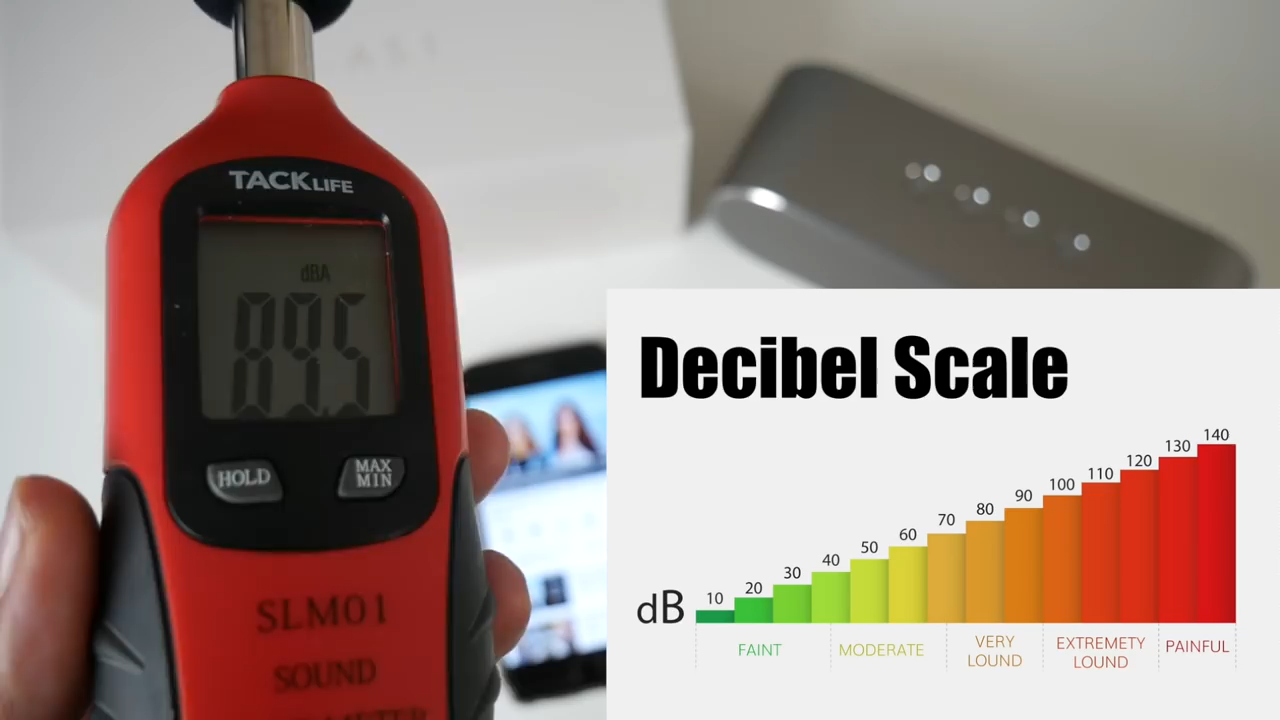 TACKLIFE
dBA
89.5
HOLD
MAX
MIN
SLM01
SOUND
Decibel Scale
dB
10
20
30
40
50
60
70
80
90
100
110
120
130
140
FAINT
MODERATE
VERY
LOUND
EXTREMETY
LOUND
PAINFUL